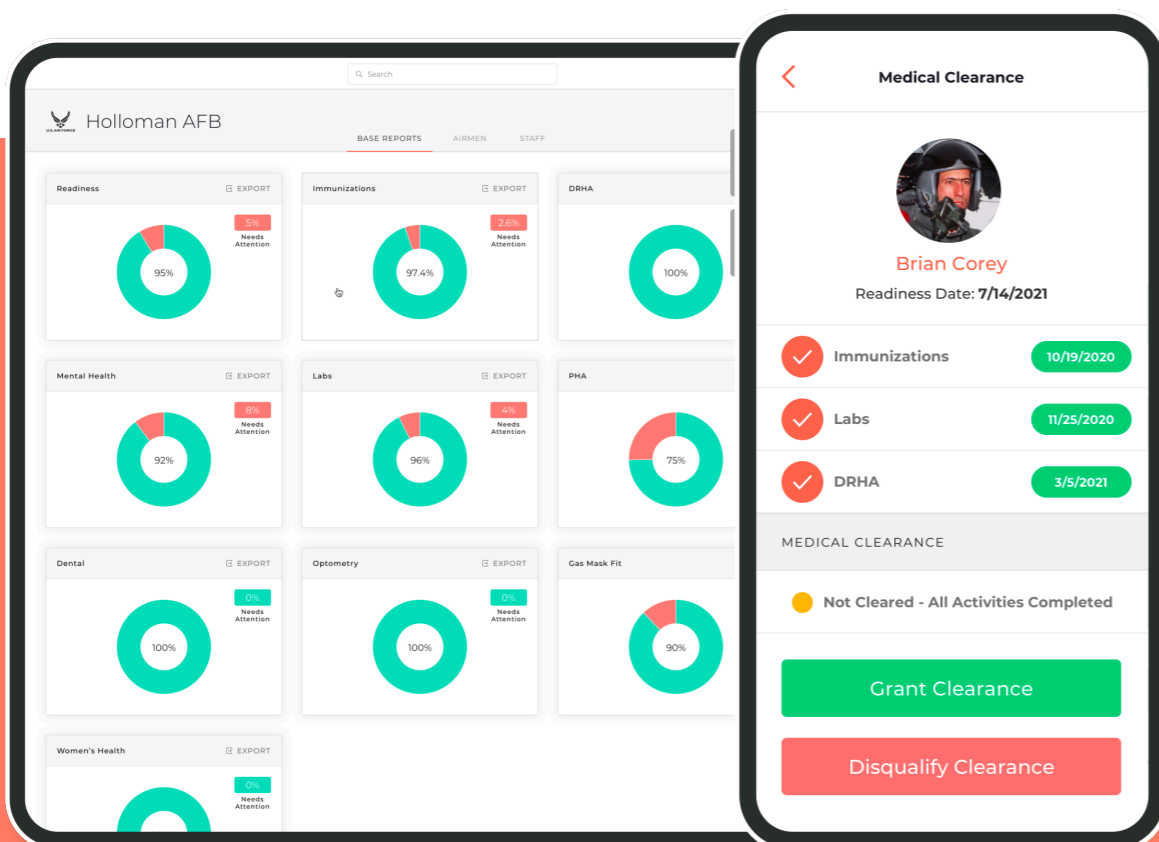 Search
U.S. AIR FORCE
Holloman AFB
BASE REPORTS AIRMEN STAFF
Readiness EXPORT
5%
Needs
Attention
95%
Immunizations EXPORT
2.6%
Needs
Attention
97.4%
DRHA
100%
Mental Health EXPORT
8%
Needs
Attention
92%
Labs EXPORT
4%
Needs
Attention
96%
PHA
75%
Dental EXPORT
0%
Needs
Attention
100%
Optometry EXPORT
0%
Needs
Attention
100%
Gas Mask Fit
90%
Women's Health EXPORT
0%
Needs
Attention
Medical Clearance
Brian Corey
Readiness Date: 7/14/2021
Immunizations 10/19/2020
Labs 11/25/2020
DRHA 3/5/2021
MEDICAL CLEARANCE
Not Cleared - All Activities Completed
Grant Clearance
Disqualify Clearance